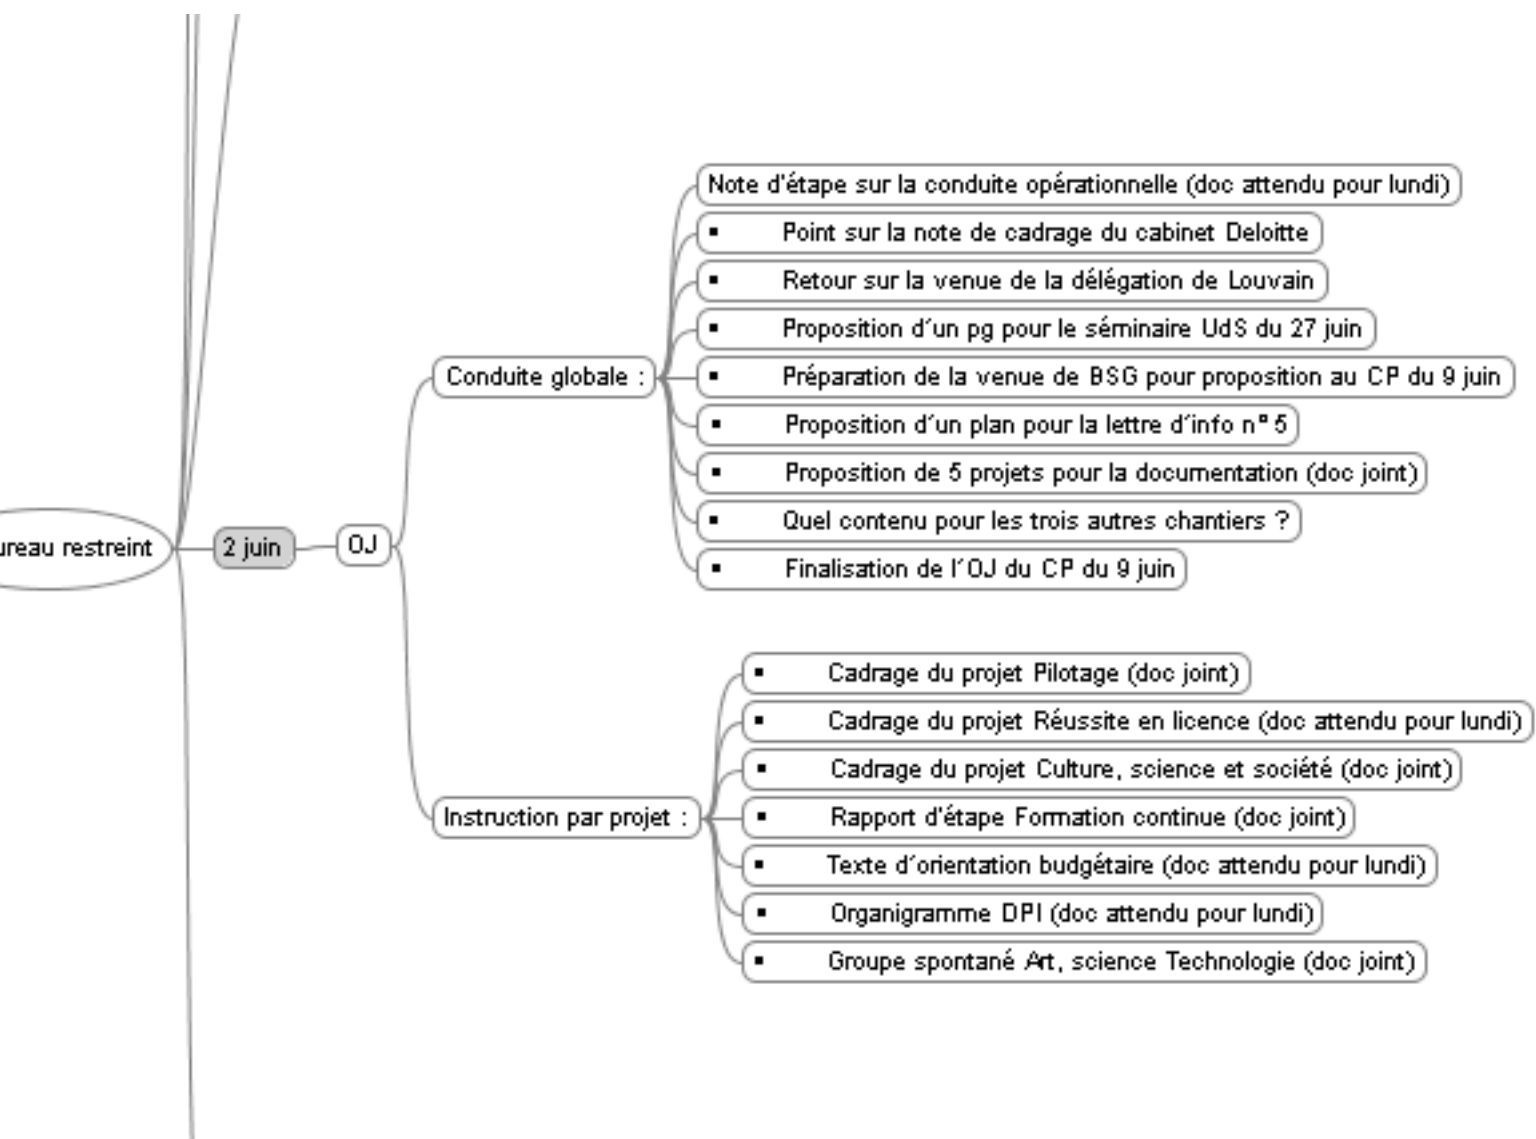 ureau restreint
2 juin
OJ
Conduite globale :
Note d'étape sur la conduite opérationnelle (doc attendu pour lundi)
▪ Point sur la note de cadrage du cabinet Deloitte
▪ Retour sur la venue de la délégation de Louvain
▪ Proposition d´un pg pour le séminaire UdS du 27 juin
▪ Préparation de la venue de BSG pour proposition au CP du 9 juin
▪ Proposition d´un plan pour la lettre d´info n° 5
▪ Proposition de 5 projets pour la documentation (doc joint)
▪ Quel contenu pour les trois autres chantiers ?
▪ Finalisation de l´OJ du CP du 9 juin
Instruction par projet :
▪ Cadrage du projet Pilotage (doc joint)
▪ Cadrage du projet Réussite en licence (doc attendu pour lundi)
▪ Cadrage du projet Culture, science et société (doc joint)
▪ Rapport d'étape Formation continue (doc joint)
▪ Texte d´orientation budgétaire (doc attendu pour lundi)
▪ Organigramme DPI (doc attendu pour lundi)
▪ Groupe spontané Art, science Technologie (doc joint)